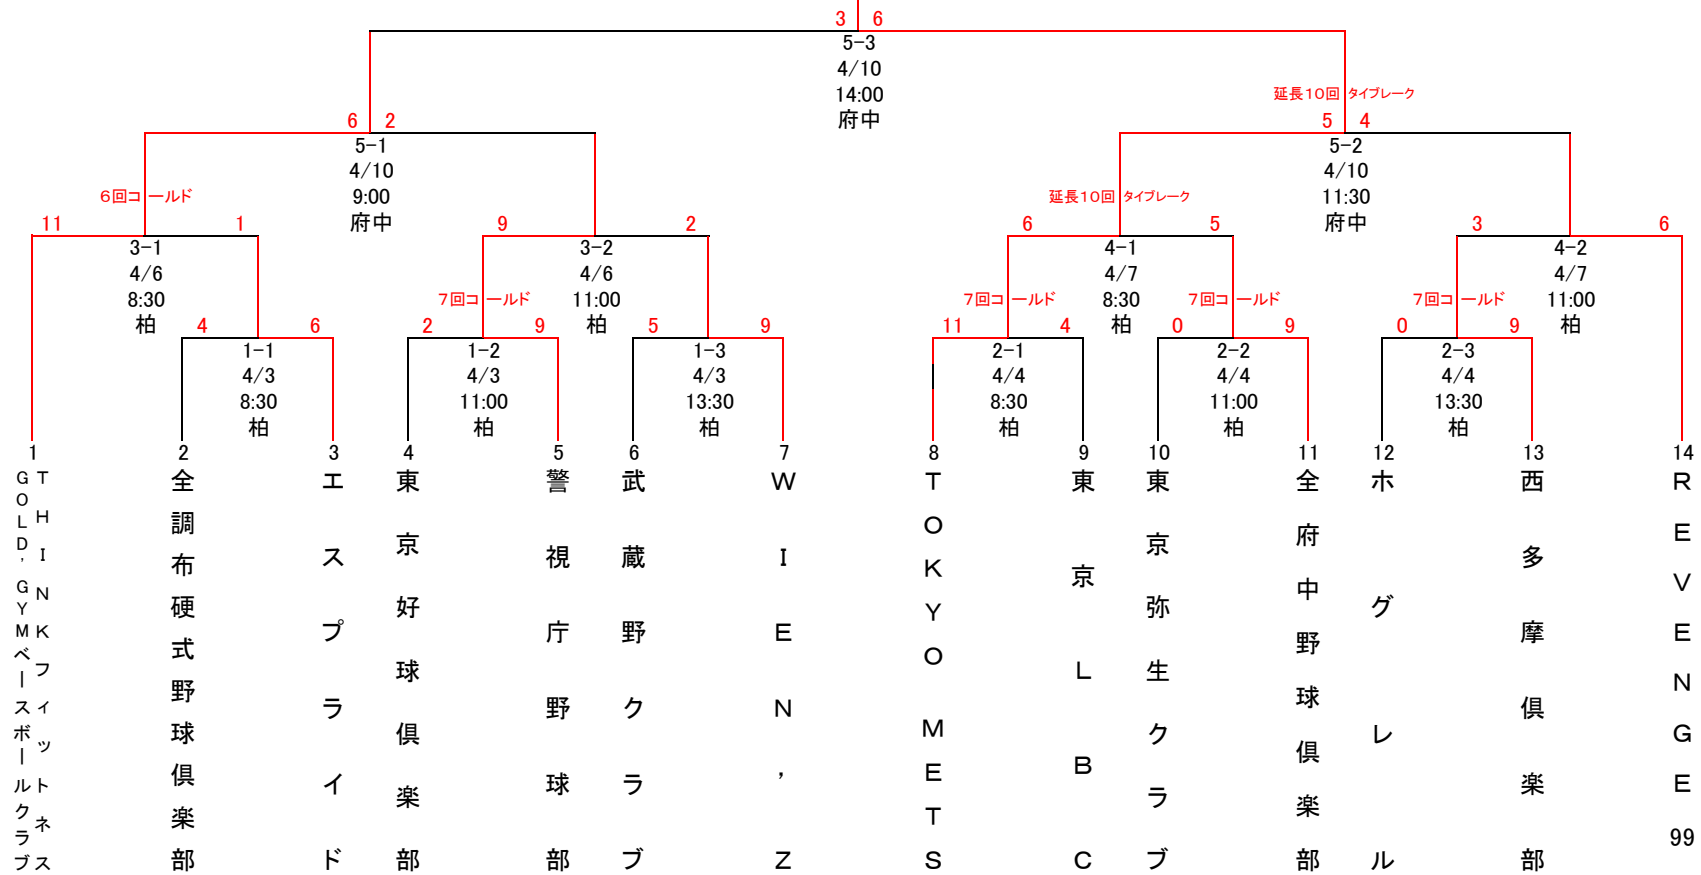 3 6
5-3
4/10
14:00
府中
延長10回 タイブレーク
6 2
5-1
4/10
9:00
府中
5 4
5-2
4/10
11:30
府中
6回コールド
11 1
3-1
4/6
8:30
柏
9 2
3-2
4/6
11:00
柏
延長10回 タイブレーク
6 5
4-1
4/7
8:30
柏
3 6
4-2
4/7
11:00
柏
4 6
1-1
4/3
8:30
柏
7回コールド
2 9
1-2
4/3
11:00
柏
5 9
1-3
4/3
13:30
柏
7回コールド
11 4
2-1
4/4
8:30
柏
7回コールド
0 9
2-2
4/4
11:00
柏
7回コールド
0 9
2-3
4/4
13:30
柏
1
THINKフィットネス
GOLD'GYMベースボールクラブ
2
全調布硬式野球倶楽部
3
エスプライド
4
東京好球倶楽部
5
警視庁野球部
6
武蔵野クラブ
7
WIEN'Z
8
TOKYO METS
9
東京LBC
10
東京弥生クラブ
11
全府中野球倶楽部
12
ホグレル
13
西多摩倶楽部
14
REVENGE99